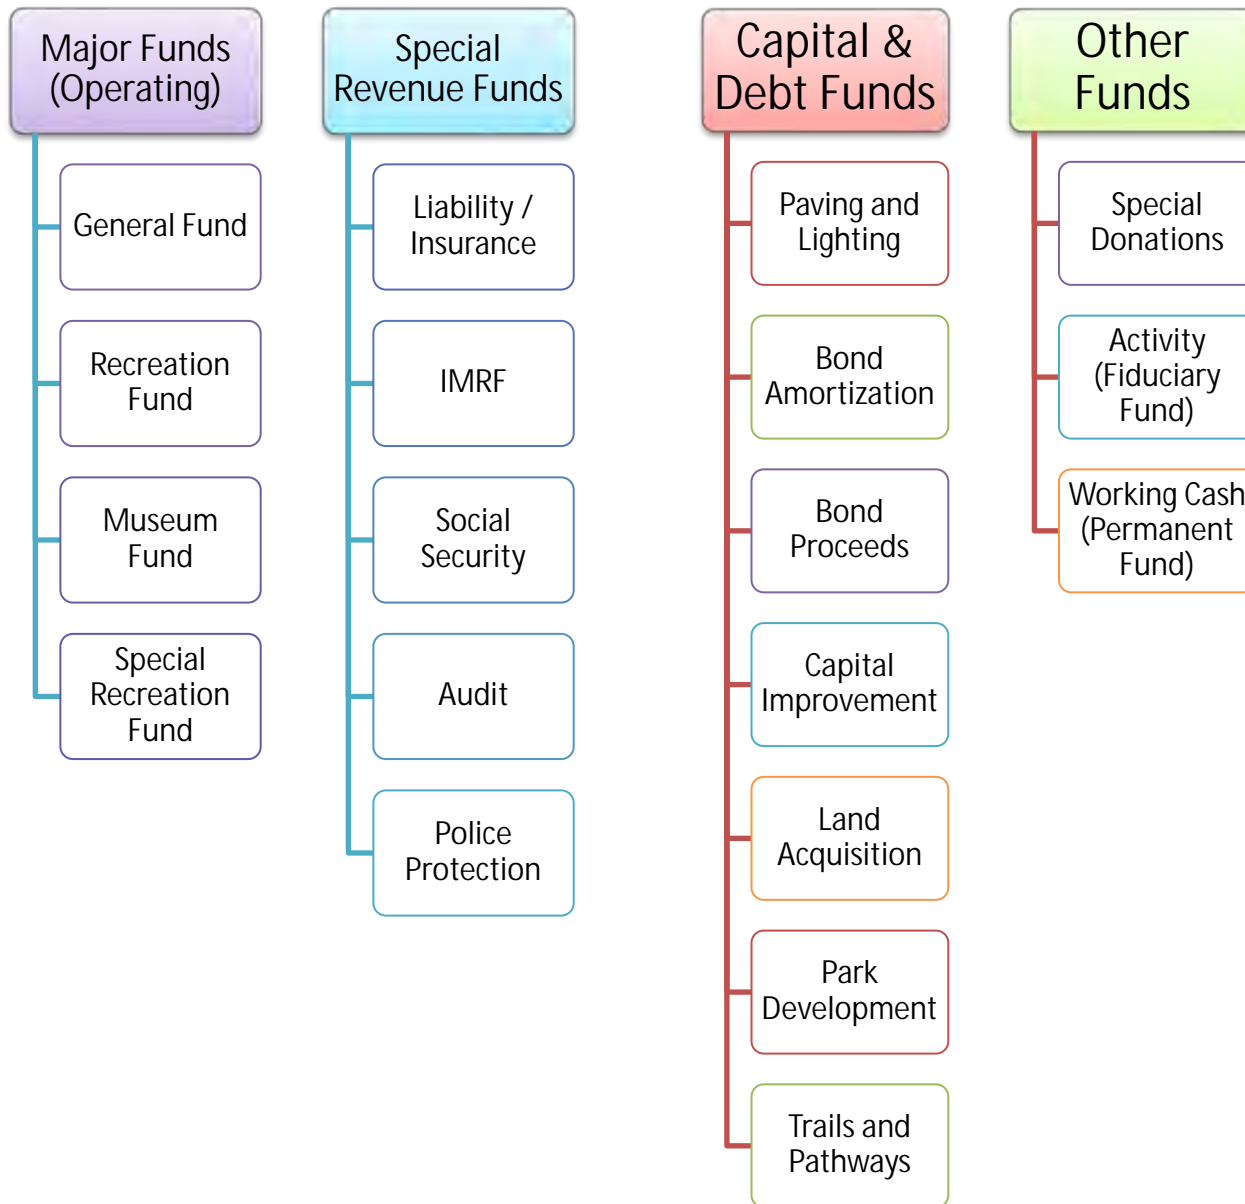 Major Funds
(Operating)
General Fund
Recreation
Fund
Museum
Fund
Special
Recreation
Fund
Special
Revenue Funds
Liability /
Insurance
IMRF
Social
Security
Audit
Police
Protection
Capital &
Debt Funds
Paving and
Lighting
Bond
Amortization
Bond
Proceeds
Capital
Improvement
Land
Acquisition
Park
Development
Trails and
Pathways
Other
Funds
Special
Donations
Activity
(Fiduciary
Fund)
Working Cash
(Permanent
Fund)